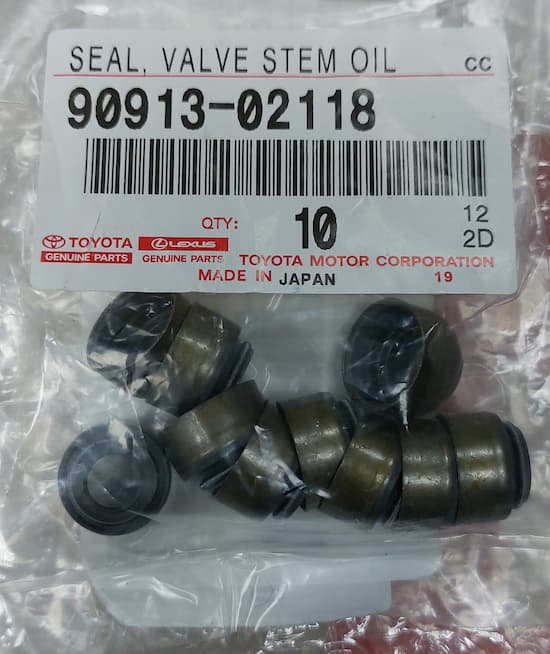 SEAL, VALVE STEM OIL CC
90913-02118
QTY: 10 12
2D
TOYOTA LEXUS TOYOTA MOTOR CORPORATION
GENUINE PARTS GENUINE PARTS
MADE IN JAPAN 19